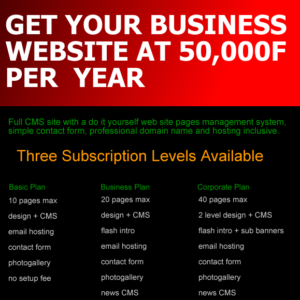 GET YOUR BUSINESS
WEBSITE AT 50,000F
PER YEAR
Full CMS site with a do it yourself web site pages management system,
simple contact form, professional domain name and hosting inclusive.
Three Subscription Levels Available
Basic Plan
10 pages max
design + CMS
email hosting
contact form
photogallery
no setup fee
Business Plan
20 pages max
design + CMS
flash intro
email hosting
contact form
photogallery
news CMS
Corporate Plan
40 pages max
2 level design + CMS
flash intro + sub banners
email hosting
contact form
photogallery
news CMS